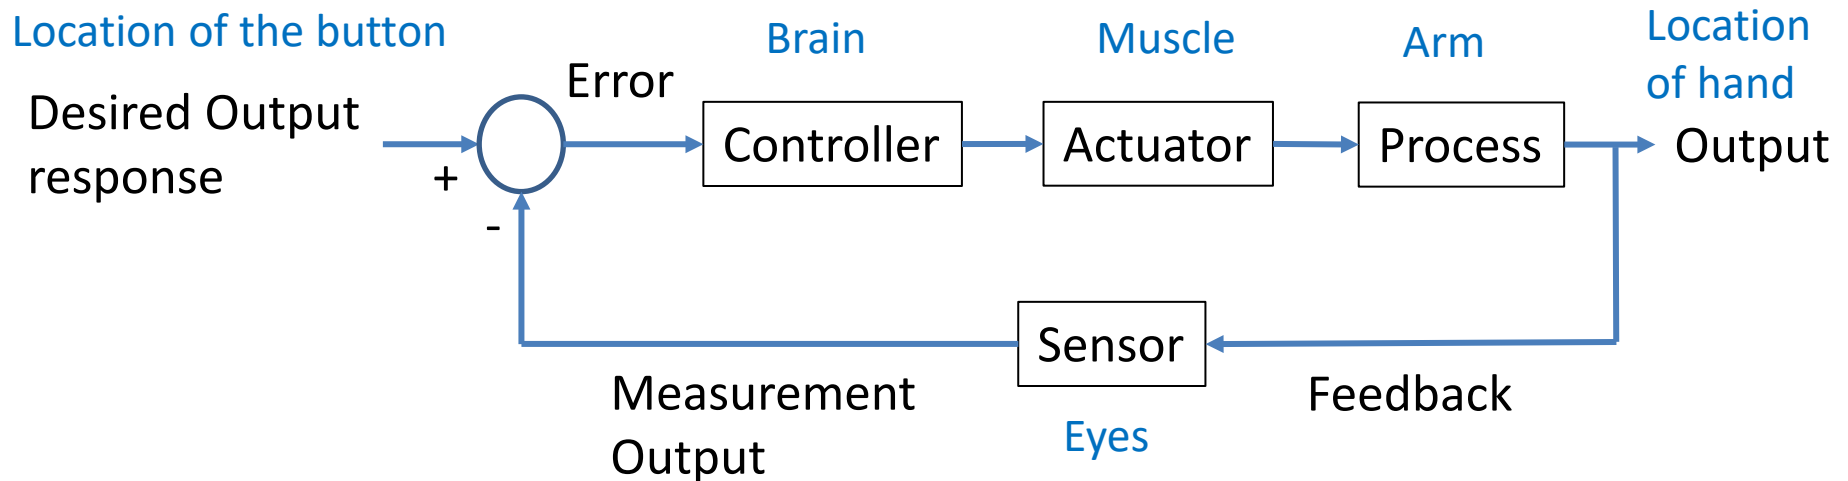 Location of the button
Brain
Muscle
Arm
Location
of hand
Error
Desired Output
response
+
-
Controller
Actuator
Process
Output
Sensor
Measurement
Output
Feedback
Eyes